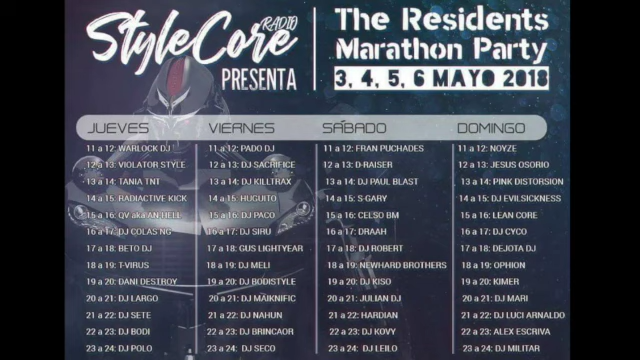 StyleCore
RADIO
PRESENTA
The Residents
Marathon Party
3, 4, 5, 6 MAYO 2018
JUEVES VIERNES SÁBADO DOMINGO
11 a 12: WARLOCK DJ 11 a 12: PADO DJ 11 a 12: FRAN PUCHADES 11 a 12: NOYZE
12 a 13: VIOLATOR STYLE 12 a 13: DJ SACRIFICE 12 a 13: D-RAISER 12 a 13: JESUS OSORIO
13 a 14: TANIA TNT 13 a 14: DJ KILLTRAX 13 a 14: DJ PAUL BLAST 13 a 14: PINK DISTORSION
14 a 15: RADIACTIVE KICK 14 a 15: HUGUITO 14 a 15: S-GARY 14 a 15: DJ EVILSICKNESS
15 a 16: QV aka AN-HELL 15 a 16: DJ PACO 15 a 16: CELSO BM 15 a 16: LEAN CORE
16 a 17: DJ COLAS NG 16 a 17: DJ SIRU 16 a 17: DRAAH 16 a 17: DJ CYCO
17 a 18: BETO DJ 17 a 18: GUS LIGHTYEAR 17 a 18: DJ ROBERT 17 a 18: DEJOTA DJ
18 a 19: T-VIRUS 18 a 19: DJ MELI 18 a 19: NEWHARD BROTHERS 18 a 19: OPHION
19 a 20: DANI DESTROY 19 a 20: DJ BODISTYLE 19 a 20: DJ KISO 19 a 20: KIMER
20 a 21: DJ LARGO 20 a 21: DJ MÄIKNIFIC 20 a 21: JULIAN DJ 20 a 21: DJ MARI
21 a 22: DJ SETE 21 a 22: DJ NAHUN 21 a 22: HARDIAN 21 a 22: DJ LUCI ARNALDO
22 a 23: DJ BODI 22 a 23: DJ BRINCAOR 22 a 23: DJ KOVY 22 a 23: ALEX ESCRIVA
23 a 24: DJ POLO 23 a 24: DJ SECO 23 a 24: DJ LEILO 23 a 24: DJ MILITAR